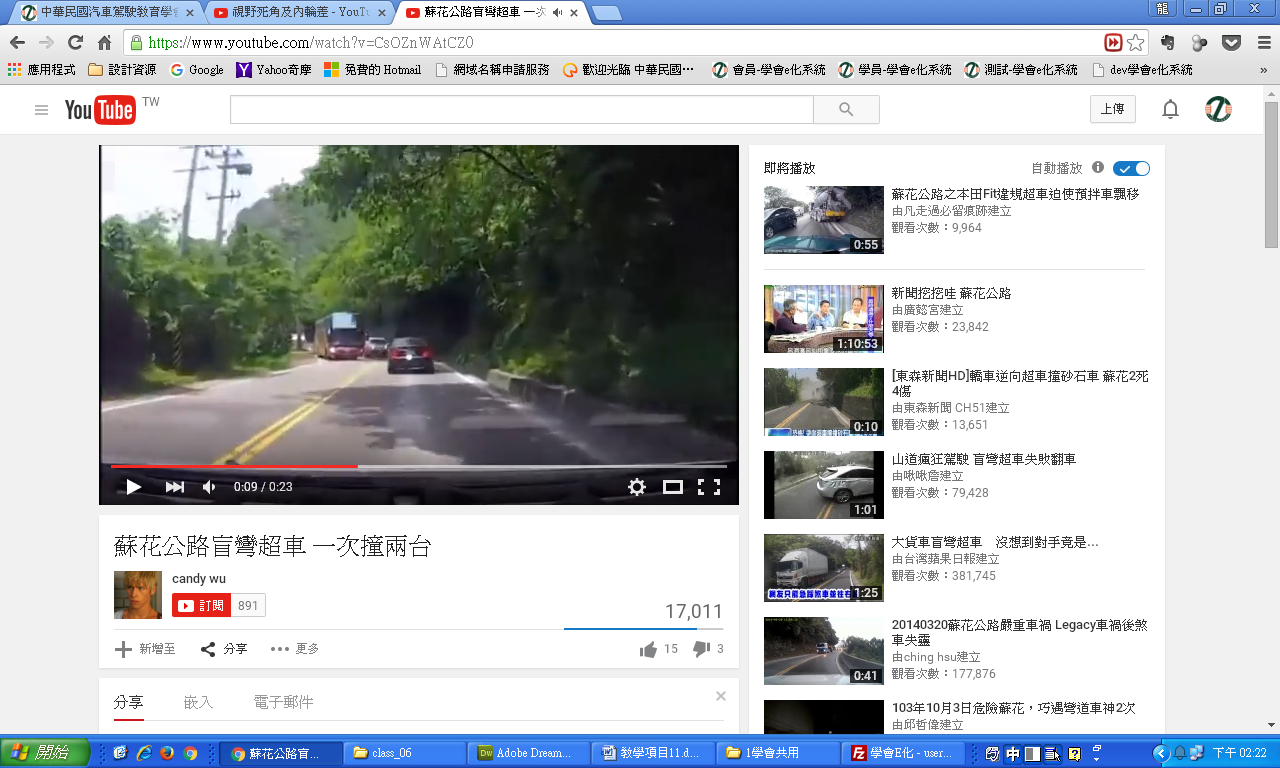 中華民國汽車駕駛教育學會
視野死角及內輪差 - YouTu
蘇花公路盲彎超車 一次
龍
https://www.youtube.com/watch?v=CsOZnWAtCZ0
應用程式
設計資源
Google
Yahoo奇摩
免費的 Hotmail
網域名稱申請服務
歡迎光臨 中華民國…
會員-學會e化系統
學員-學會e化系統
測試-學會e化系統
dev學會e化系統
»
YouTube TW
上傳
0:09 / 0:23
蘇花公路盲彎超車 一次撞兩台
candy wu
訂閱 891
17,011
新增至
分享
更多
15
3
分享
嵌入
電子郵件
即將播放
自動播放
蘇花公路之本田Fit違規超車迫使預拌車飄移
由凡走過必留痕跡建立
觀看次數：9,964
0:55
新聞挖挖哇 蘇花公路
由廣諺宮建立
觀看次數：23,842
1:10:53
[東森新聞HD]轎車逆向超車撞砂石車 蘇花2死
4傷
由東森新聞 CH51建立
觀看次數：13,651
0:10
山道瘋狂駕駛 盲彎超車失敗翻車
由啾啾詹建立
觀看次數：79,428
1:01
大貨車盲彎超車　沒想到對手竟是...
由台灣蘋果日報建立
觀看次數：381,745
網友只能急踩煞車並往右
1:25
20140320蘇花公路嚴重車禍 Legacy車禍後煞
車失靈
由ching hsu建立
觀看次數：177,876
0:41
103年10月3日危險蘇花，巧遇彎道車神2次
由邱哲偉建立
開始
蘇花公路盲...
class_06
Adobe Dream...
教學項目11.d...
1學會共用
學會E化 - user...
中
下午 02:22